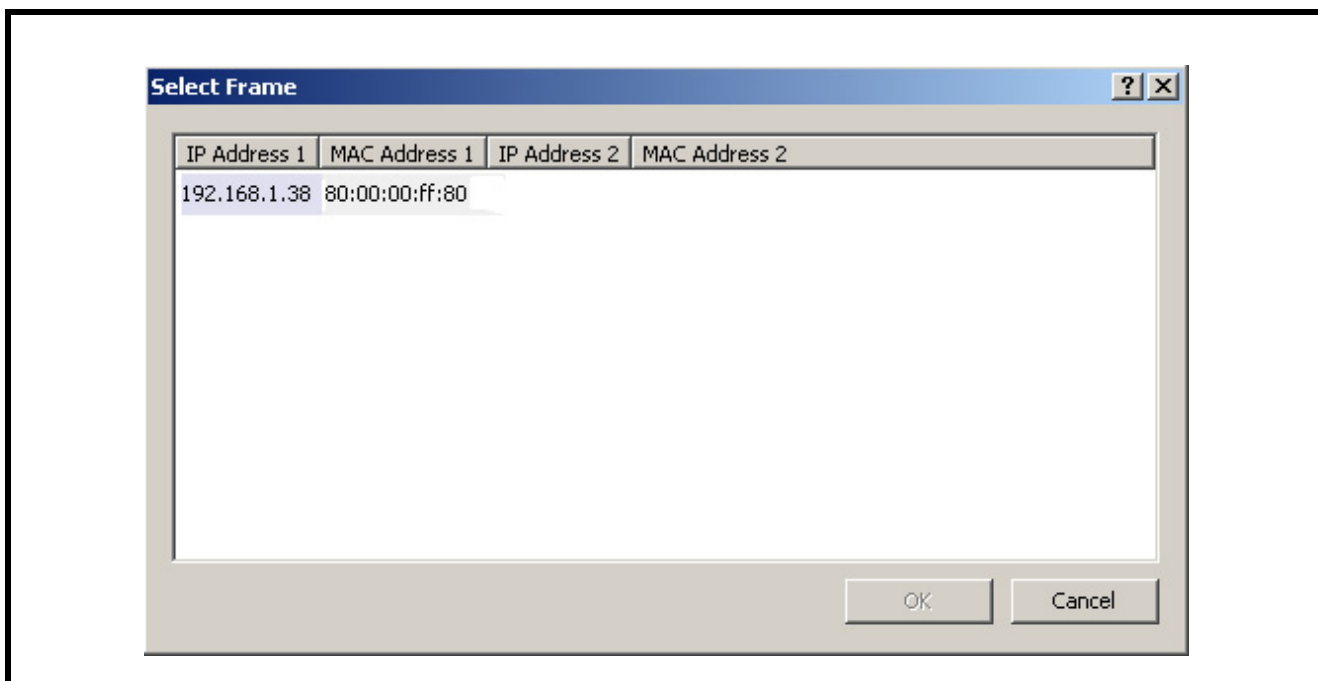 Select Frame
IP Address 1 MAC Address 1 IP Address 2 MAC Address 2
192.168.1.38 80:00:00:ff:80
OK Cancel